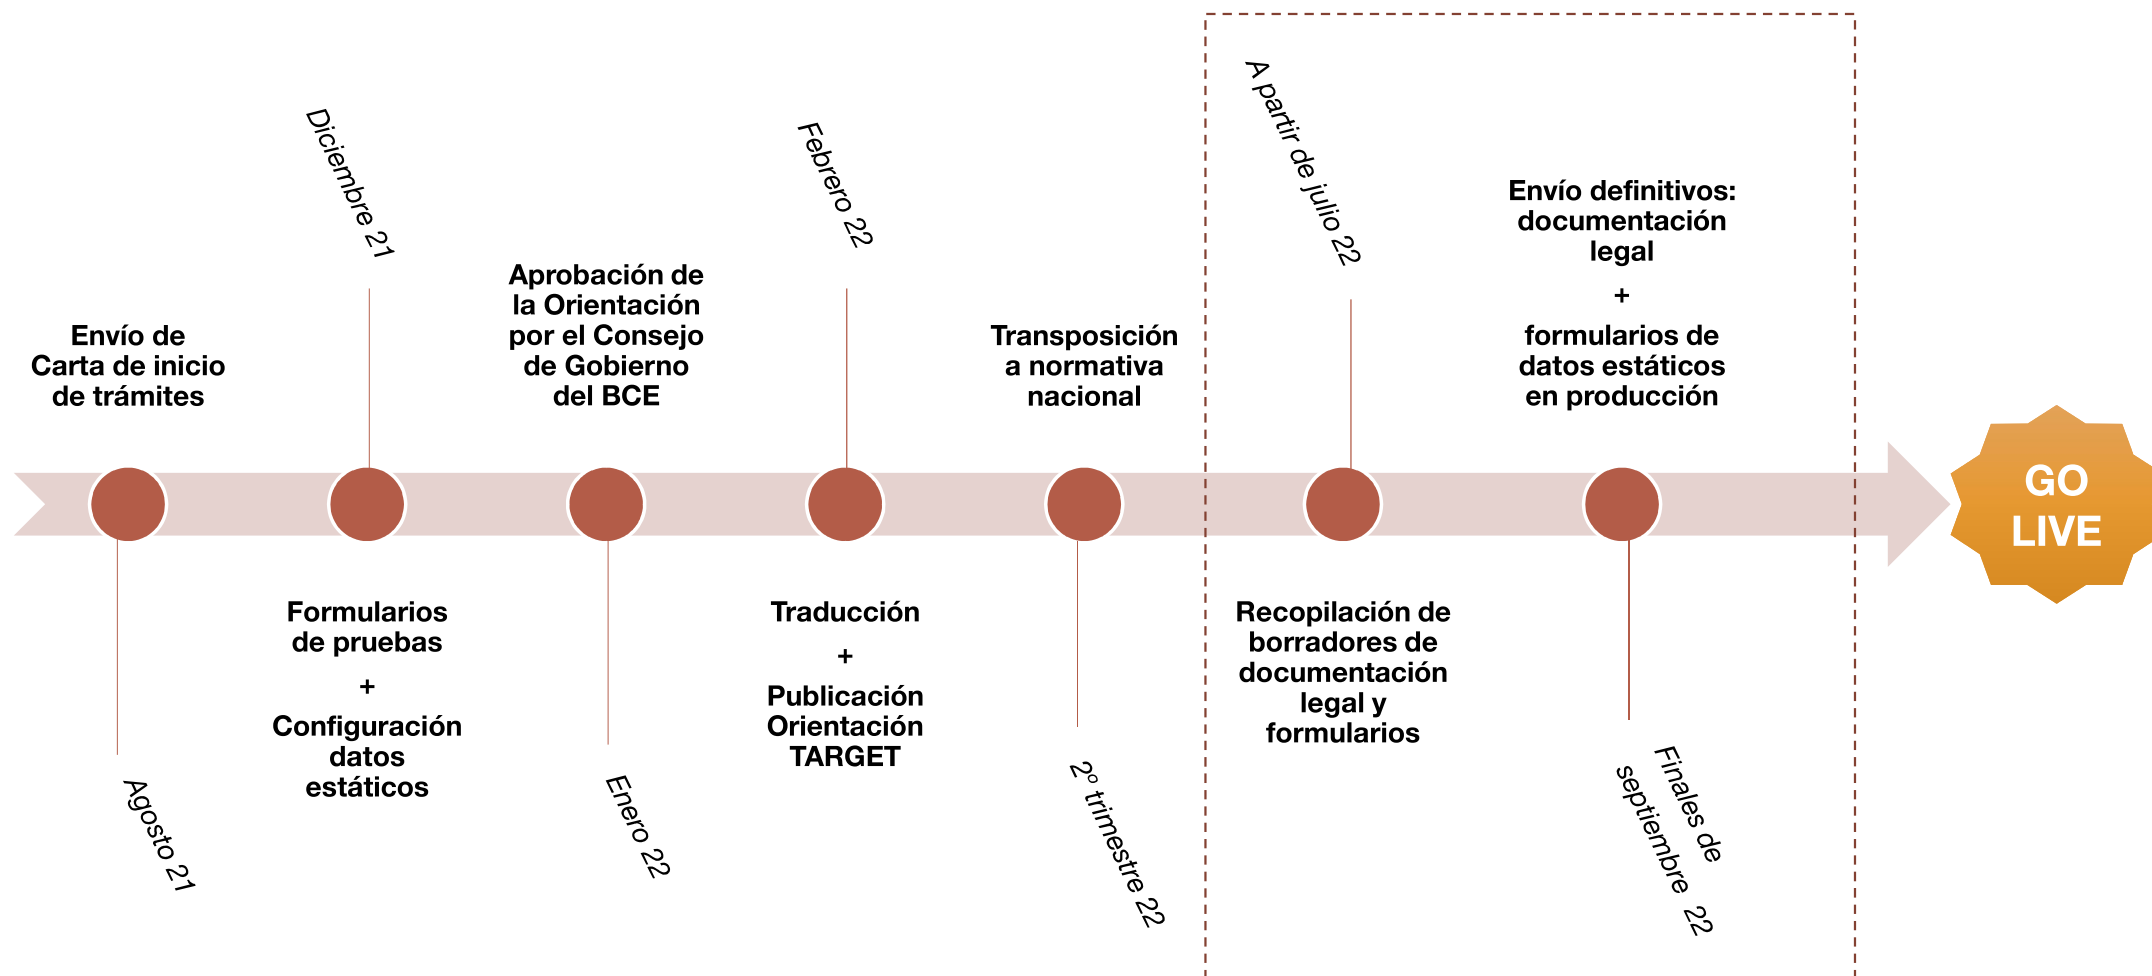 Envío de
Carta de inicio
de trámites
Agosto 21
Diciembre 21
Formularios
de pruebas
+
Configuración
datos
estáticos
Aprobación de
la Orientación
por el Consejo
de Gobierno
del BCE
Enero 22
Febrero 22
Traducción
+
Publicación
Orientación
TARGET
Transposición
a normativa
nacional
2º trimestre 22
A partir de julio 22
Recopilación de
borradores de
documentación
legal y
formularios
Envío definitivos:
documentación
legal
+
formularios de
datos estáticos
en producción
Finales de
septiembre 22
GO
LIVE